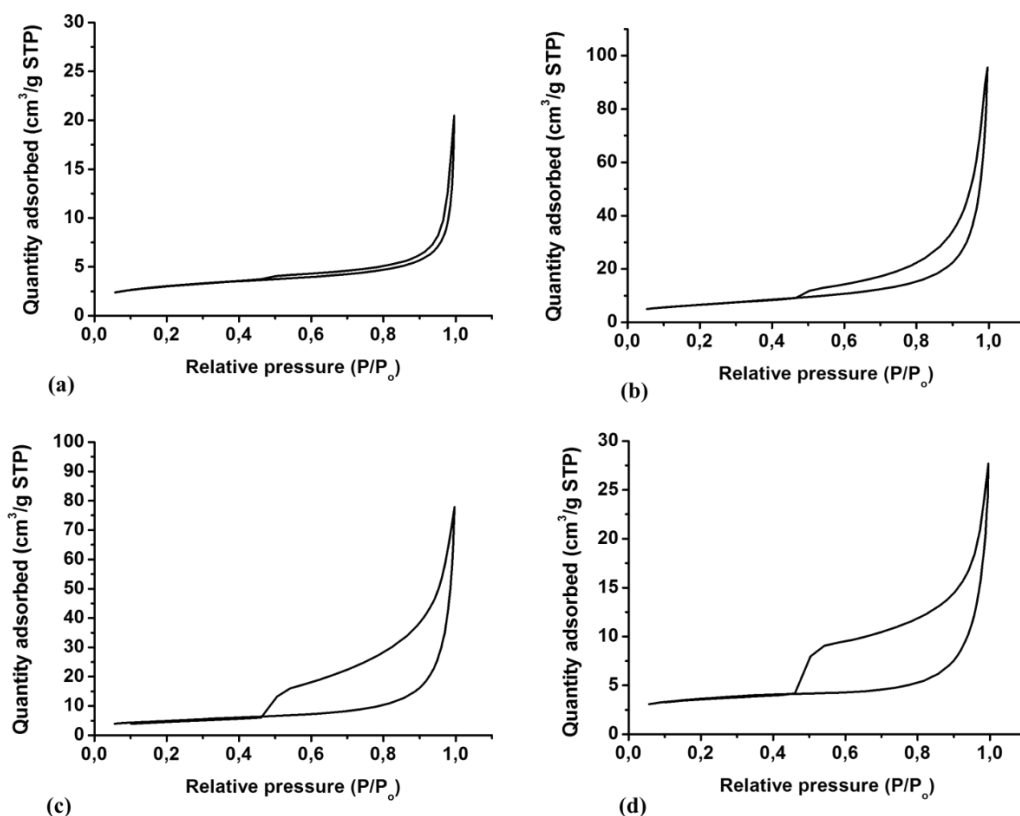 30
25
20
15
10
5
0
Quantity adsorbed (cm³/g STP)
0,0 0,2 0,4 0,6 0,8 1,0
Relative pressure (P/Pₒ)
(a)
100
80
60
40
20
0
Quantity adsorbed (cm³/g STP)
0,0 0,2 0,4 0,6 0,8 1,0
Relative pressure (P/Pₒ)
(b)
100
90
80
70
60
50
40
30
20
10
0
Quantity adsorbed (cm³/g STP)
0,0 0,2 0,4 0,6 0,8 1,0
Relative pressure (P/Pₒ)
(c)
30
25
20
15
10
5
0
Quantity adsorbed (cm³/g STP)
0,0 0,2 0,4 0,6 0,8 1,0
Relative pressure (P/Pₒ)
(d)